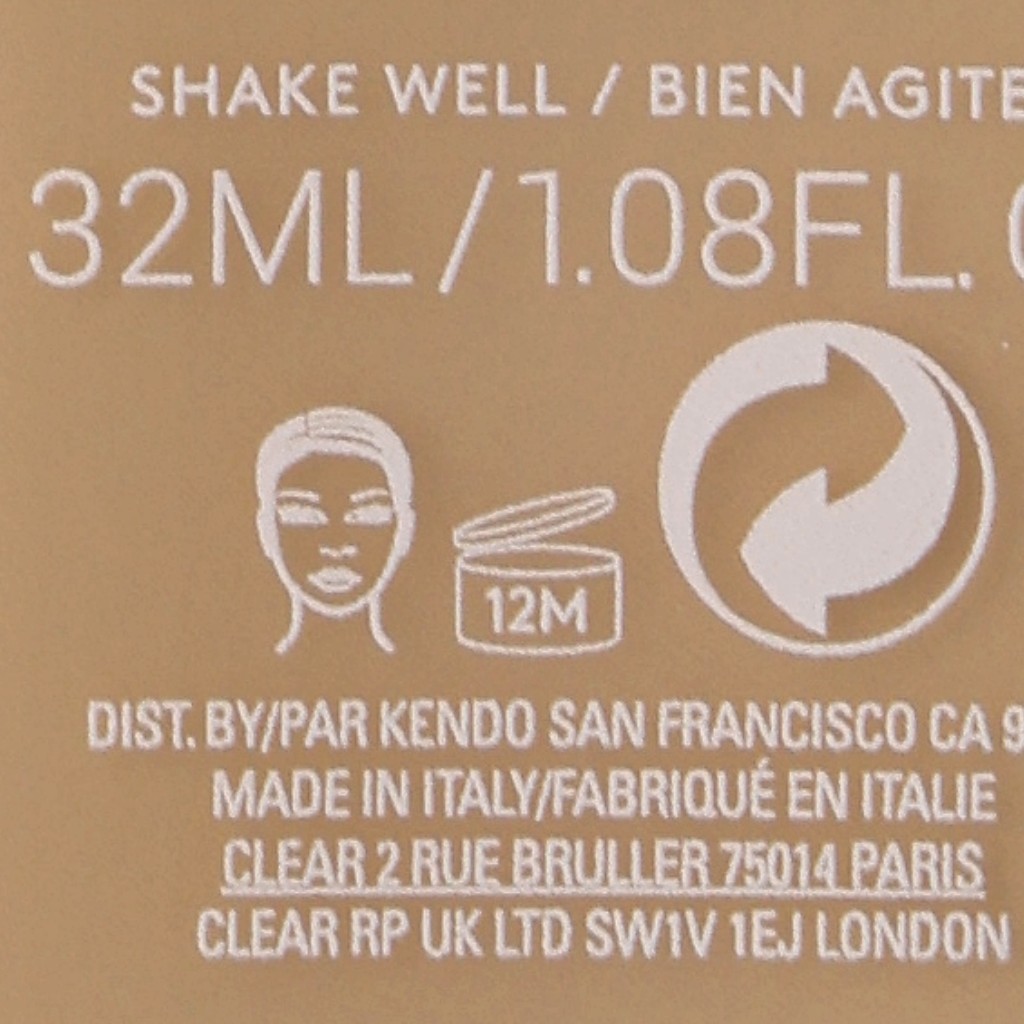 SHAKE WELL / BIEN AGITE
32ML/1.08FL.
12M
DIST. BY/PAR KENDO SAN FRANCISCO CA 9
MADE IN ITALY/FABRIQUÉ EN ITALIE
CLEAR 2 RUE BRULLER 75014 PARIS
CLEAR RP UK LTD SW1V 1EJ LONDON